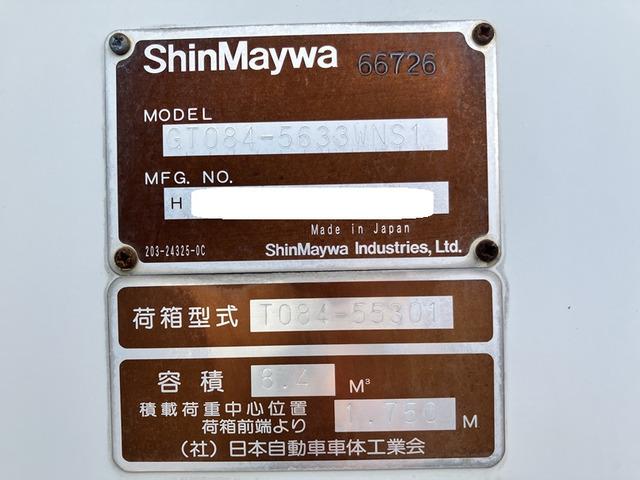 ShinMaywa 66726
MODEL
GT084-5633WNS1
MFG. NO.
H
Made in Japan
203-24325-0C ShinMaywa Industries, Ltd.
荷箱型式 T084-55301
容積 8.4 M³
積載荷重中心位置
荷箱前端より 1.750 M
(社)日本自動車車体工業会